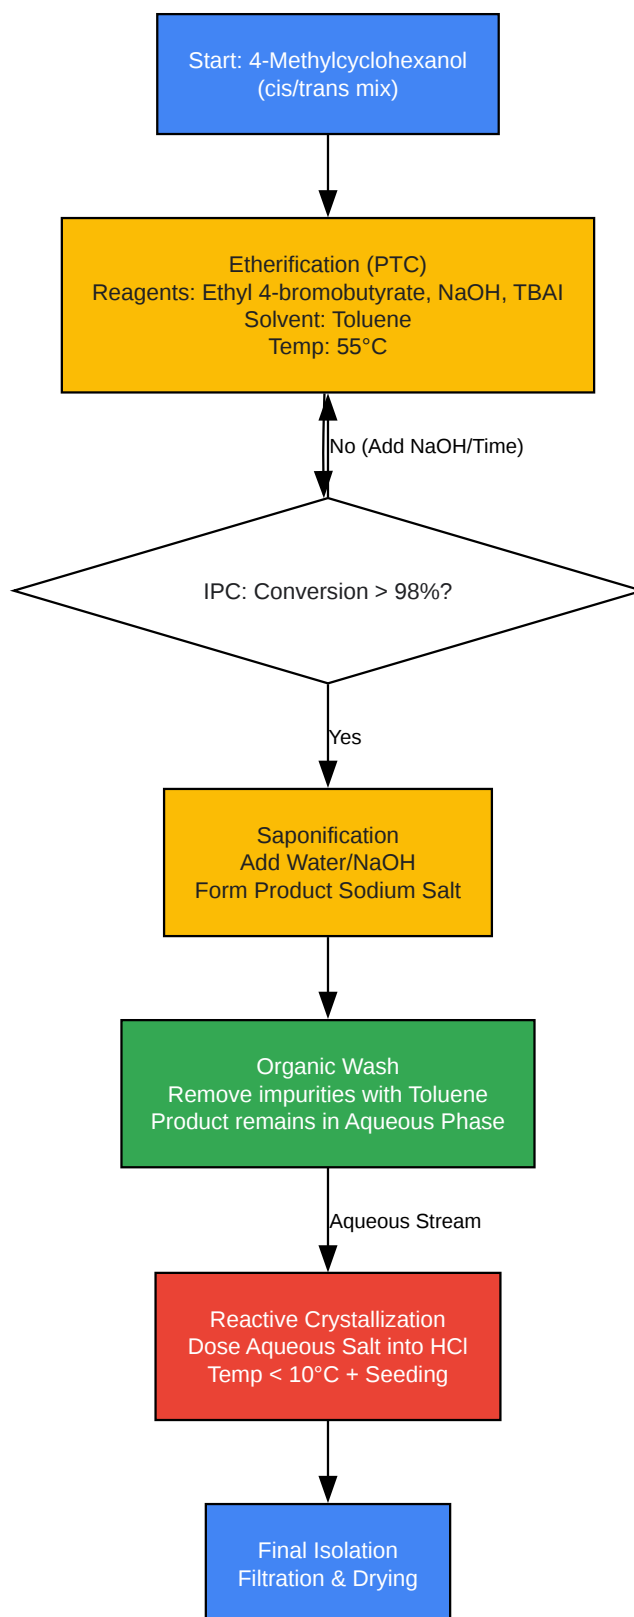 Start: 4-Methylcyclohexanol
(cis/trans mix)
Etherification (PTC)
Reagents: Ethyl 4-bromobutyrate, NaOH, TBAI
Solvent: Toluene
Temp: 55°C
No (Add NaOH/Time)
IPC: Conversion > 98%?
Yes
Saponification
Add Water/NaOH
Form Product Sodium Salt
Organic Wash
Remove impurities with Toluene
Product remains in Aqueous Phase
Aqueous Stream
Reactive Crystallization
Dose Aqueous Salt into HCl
Temp < 10°C + Seeding
Final Isolation
Filtration & Drying